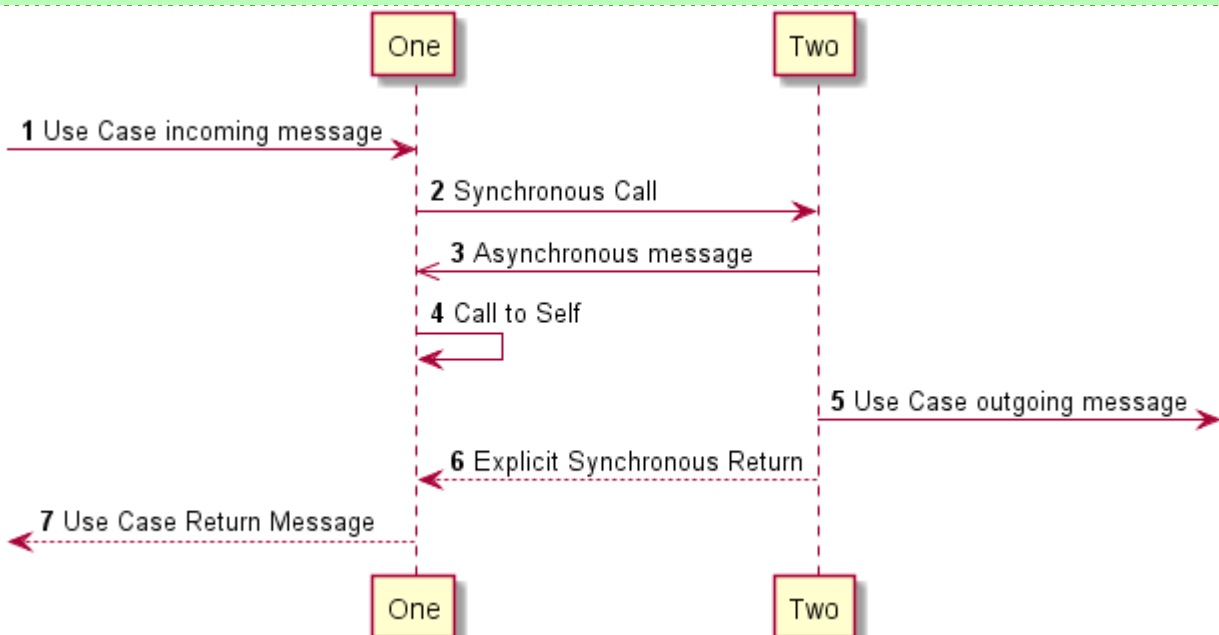 One
Two
1 Use Case incoming message
2 Synchronous Call
3 Asynchronous message
4 Call to Self
5 Use Case outgoing message
6 Explicit Synchronous Return
7 Use Case Return Message
One
Two